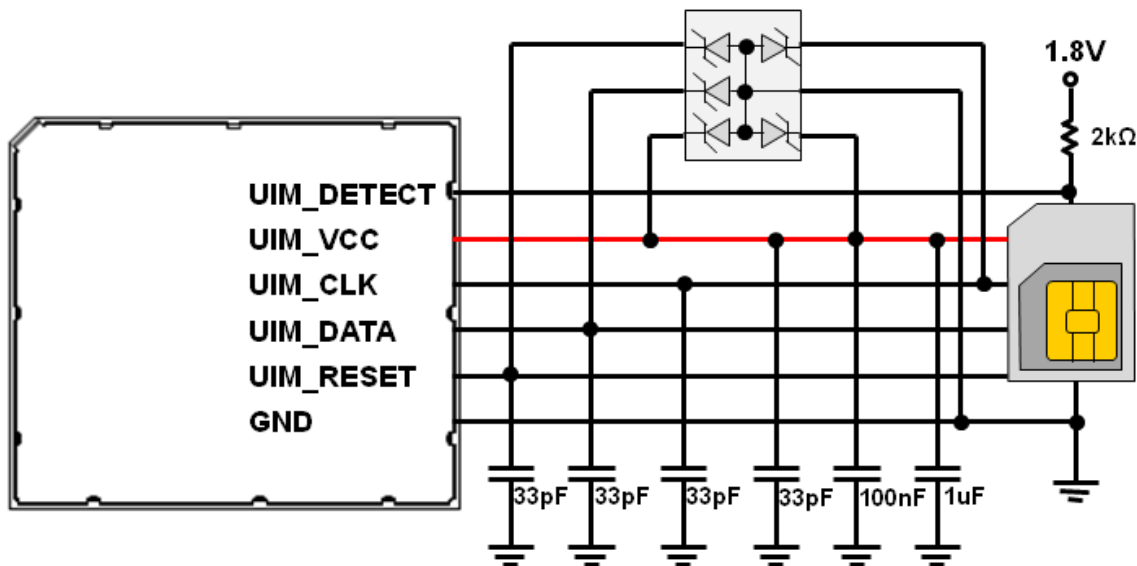 1.8V
2kΩ
UIM_DETECT
UIM_VCC
UIM_CLK
UIM_DATA
UIM_RESET
GND
33pF 33pF 33pF 33pF 100nF 1uF